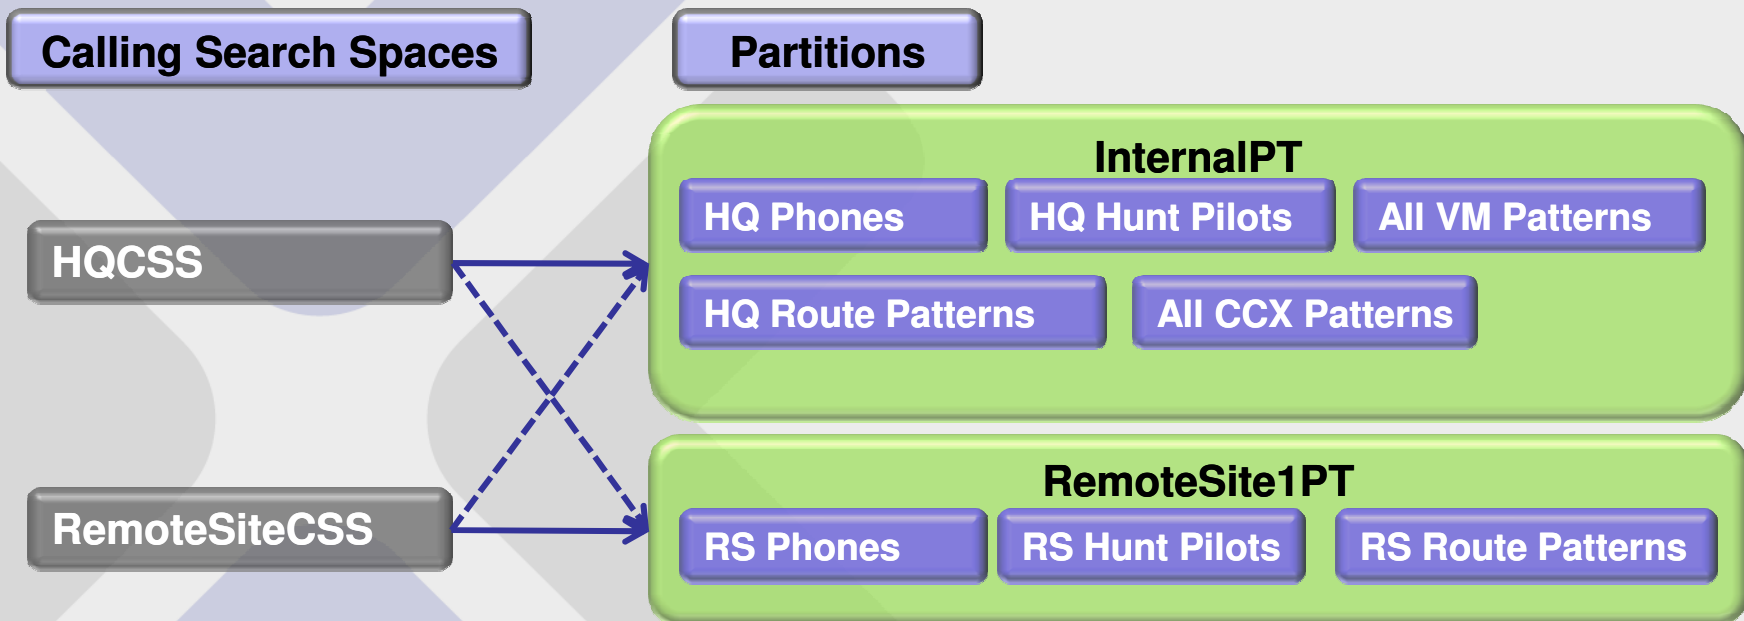 Calling Search Spaces
Partitions
InternalPT
HQ Phones
HQ Hunt Pilots
All VM Patterns
HQCSS
HQ Route Patterns
All CCX Patterns
RemoteSite1PT
RemoteSiteCSS
RS Phones
RS Hunt Pilots
RS Route Patterns